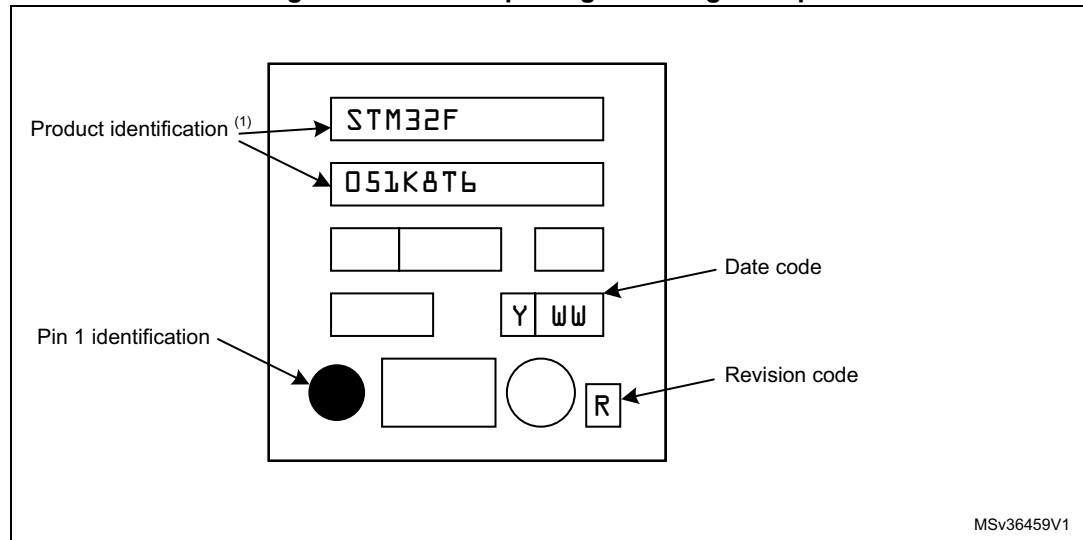 STM32F
Product identification (1)
051K8T6
Date code
Y WW
Pin 1 identification
Revision code
R
MSv36459V1